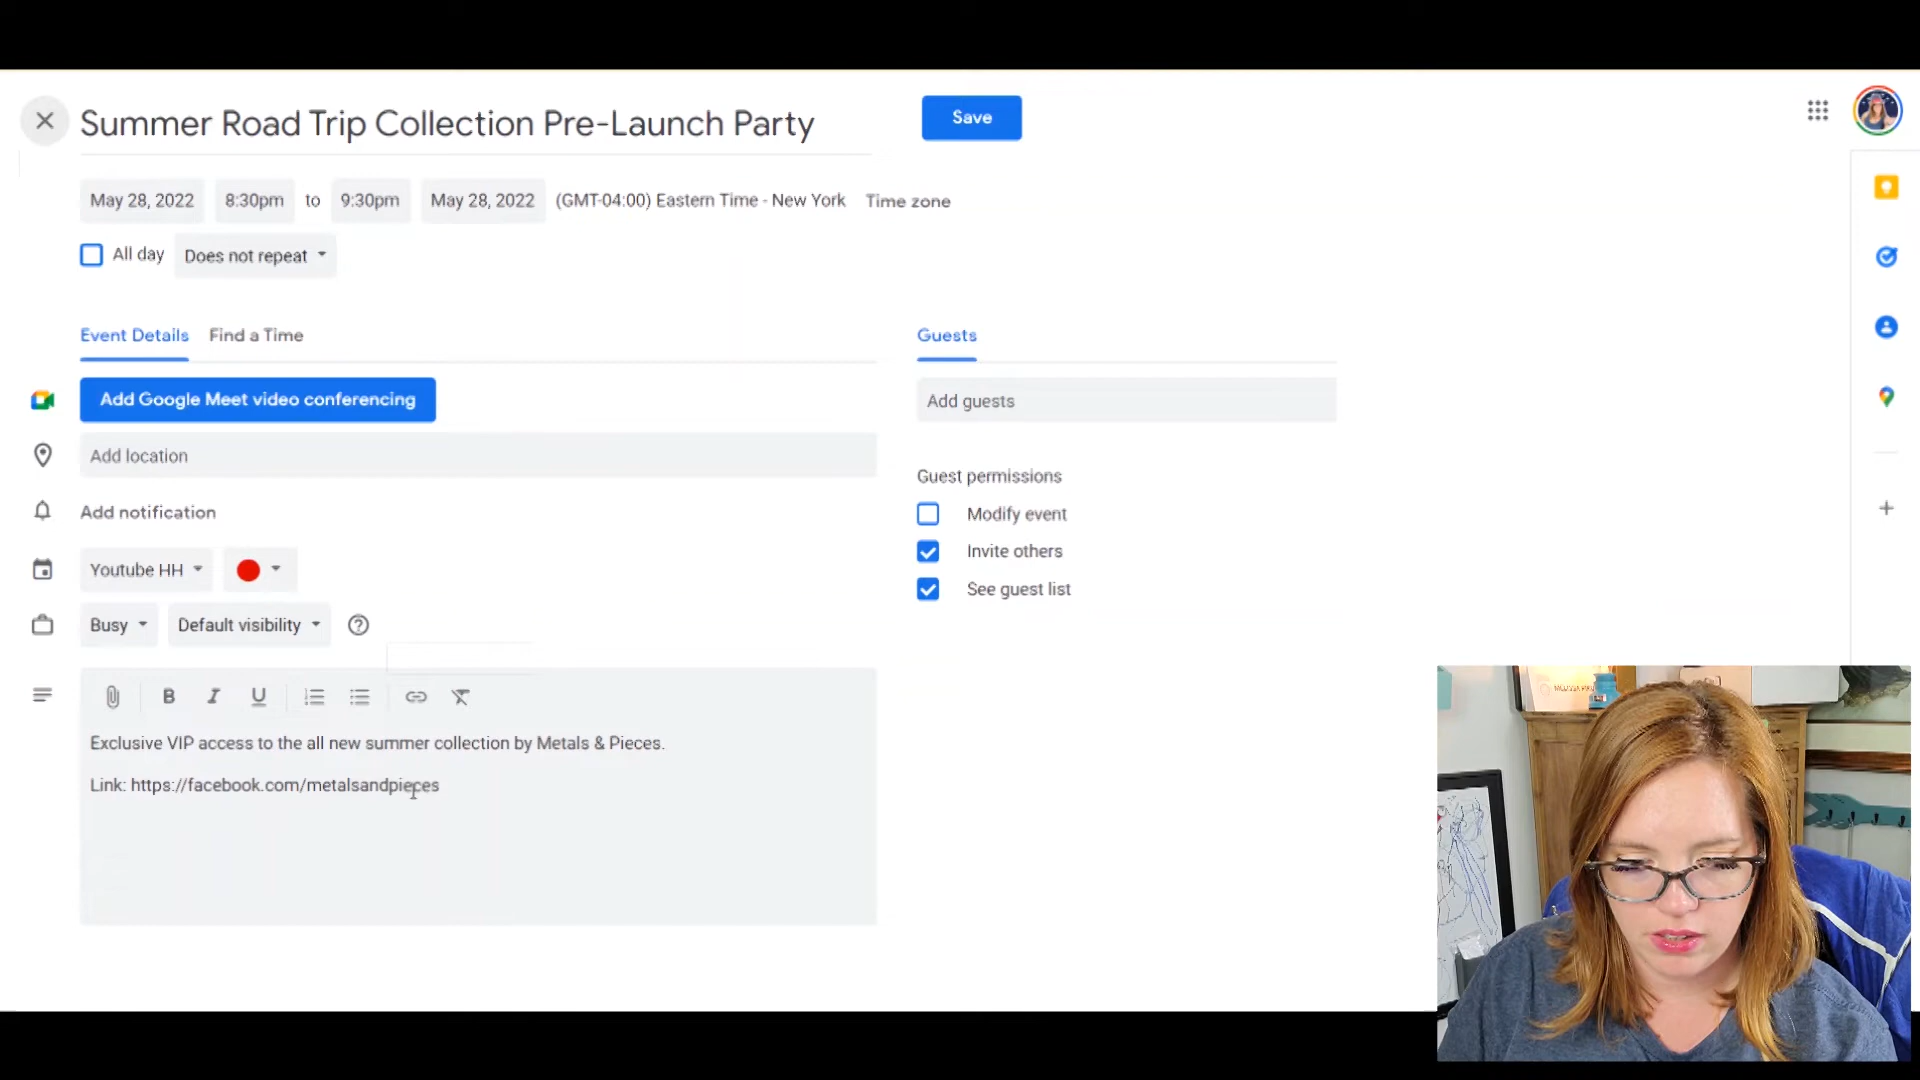 Summer Road Trip Collection Pre-Launch Party
Save
May 28, 2022 8:30pm to 9:30pm May 28, 2022 (GMT-04:00) Eastern Time - New York Time zone
All day Does not repeat
Event Details Find a Time
Guests
Add Google Meet video conferencing
Add guests
Add location
Guest permissions
Add notification
Modify event
Invite others
Youtube HH
See guest list
Busy Default visibility
B I U
Exclusive VIP access to the all new summer collection by Metals & Pieces.
Link: https://facebook.com/metalsandpieces